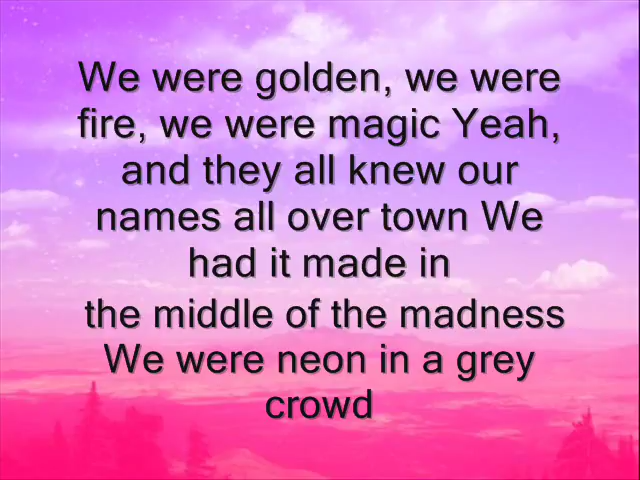 We were golden, we were
fire, we were magic Yeah,
and they all knew our
names all over town We
had it made in
the middle of the madness
We were neon in a grey
crowd